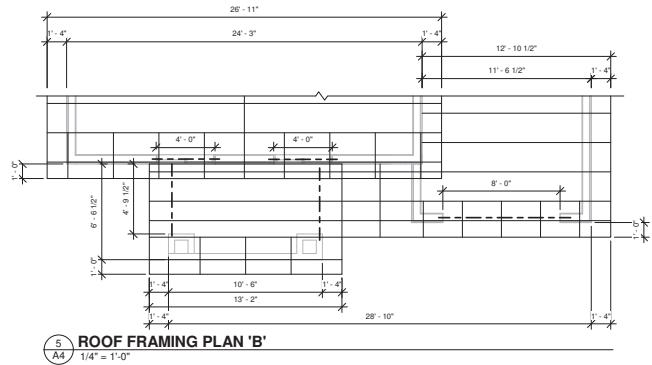 26' - 11"
1' - 4" 24' - 3" 1' - 4"
12' - 10 1/2"
11' - 6 1/2" 1' - 4"
4' - 0" 4' - 0"
1' - 0"
8' - 0"
6' - 6 1/2"
4' - 9 1/2"
1' - 0"
1' - 0"
1' - 4" 10' - 6" 1' - 4"
13' - 2"
1' - 4" 28' - 10" 1' - 4"
5 ROOF FRAMING PLAN 'B'
A4 1/4" = 1'-0"